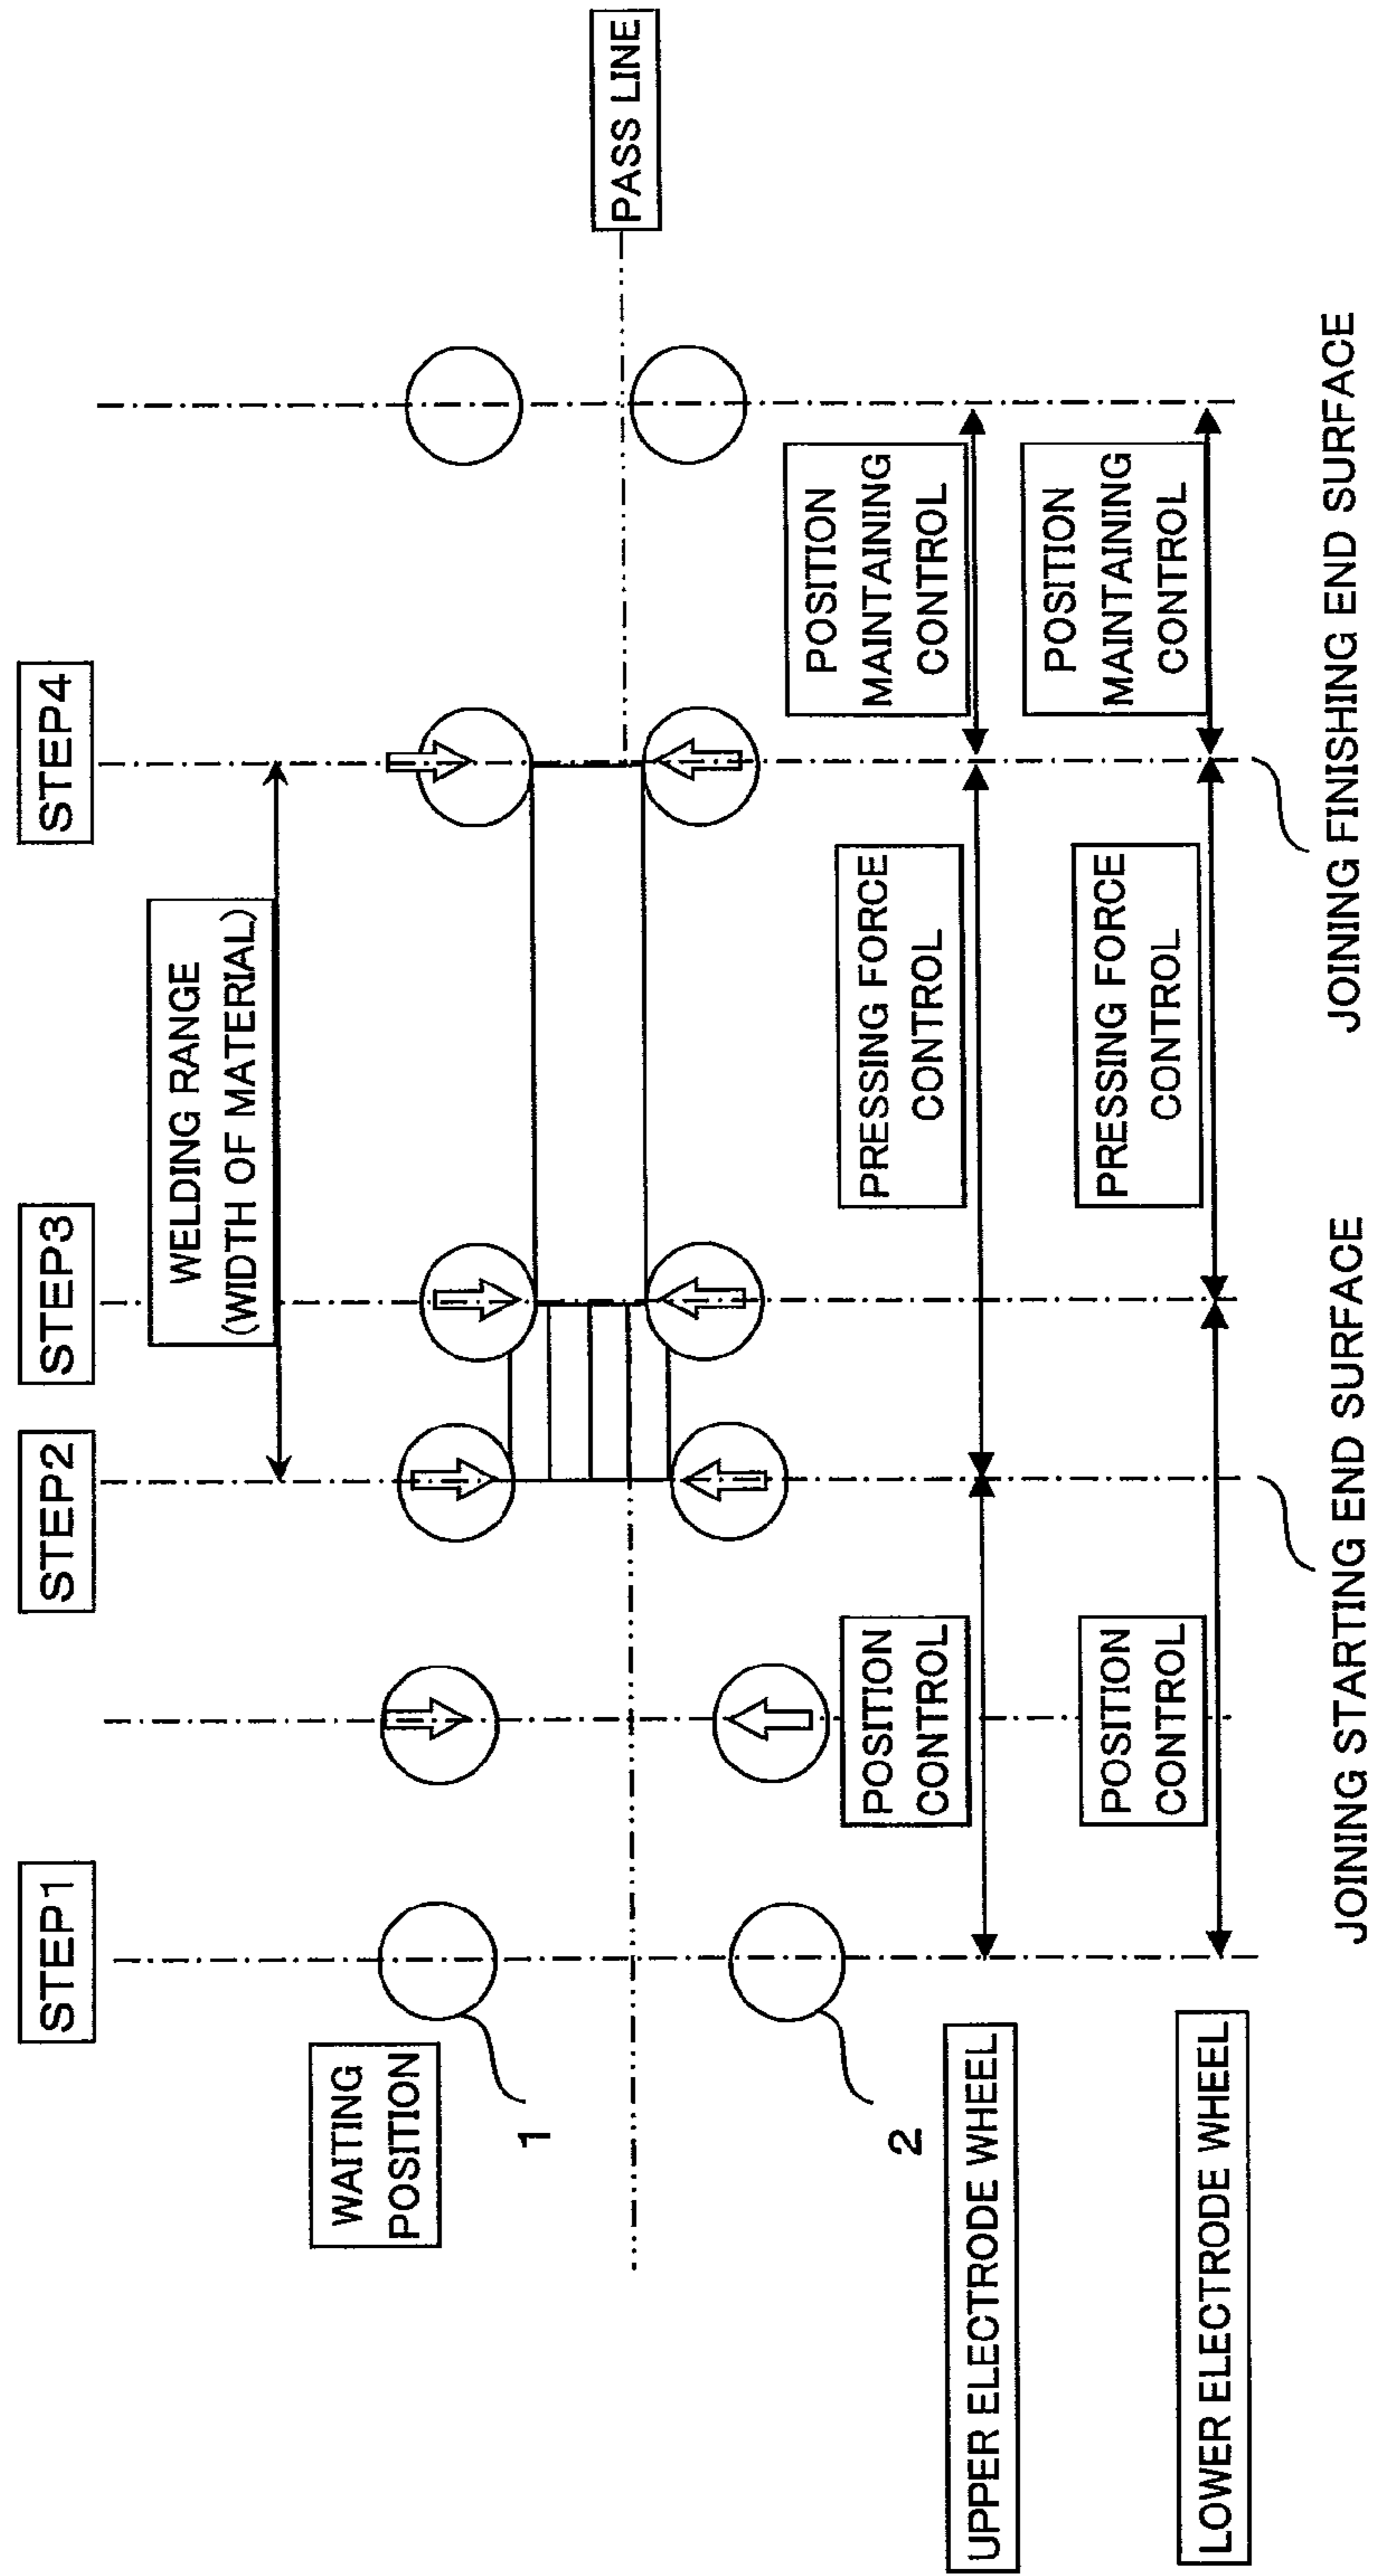 STEP1
STEP2
STEP3
STEP4
WELDING RANGE
(WIDTH OF MATERIAL)
WAITING
POSITION
1
2
PASS LINE
UPPER ELECTRODE WHEEL
POSITION
CONTROL
PRESSING FORCE
CONTROL
POSITION
MAINTAINING
CONTROL
LOWER ELECTRODE WHEEL
POSITION
CONTROL
PRESSING FORCE
CONTROL
POSITION
MAINTAINING
CONTROL
JOINING STARTING END SURFACE
JOINING FINISHING END SURFACE